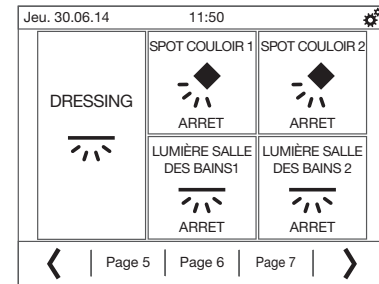 Jeu. 30.06.14
11:50
DRESSING
SPOT COULOIR 1
ARRET
SPOT COULOIR 2
ARRET
LUMIÈRE SALLE
DES BAINS1
ARRET
LUMIÈRE SALLE
DES BAINS 2
ARRET
Page 5
Page 6
Page 7